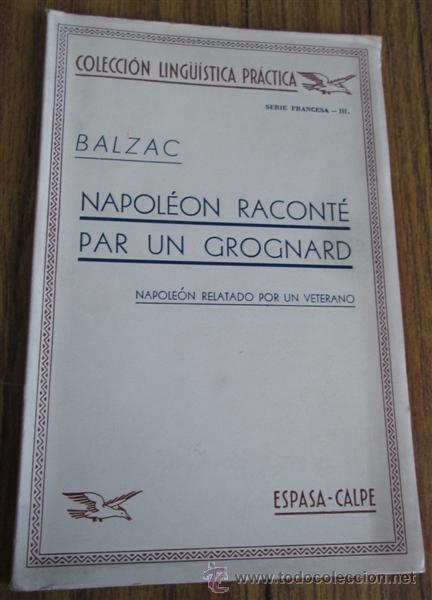 COLECCIÓN LINGÜÍSTICA PRÁCTICA
SERIE FRANCESA – III.
BALZAC
NAPOLÉON RACONTÉ
PAR UN GROGNARD
NAPOLEÓN RELATADO POR UN VETERANO
ESPASA-CALPE
www.todocoleccion.net